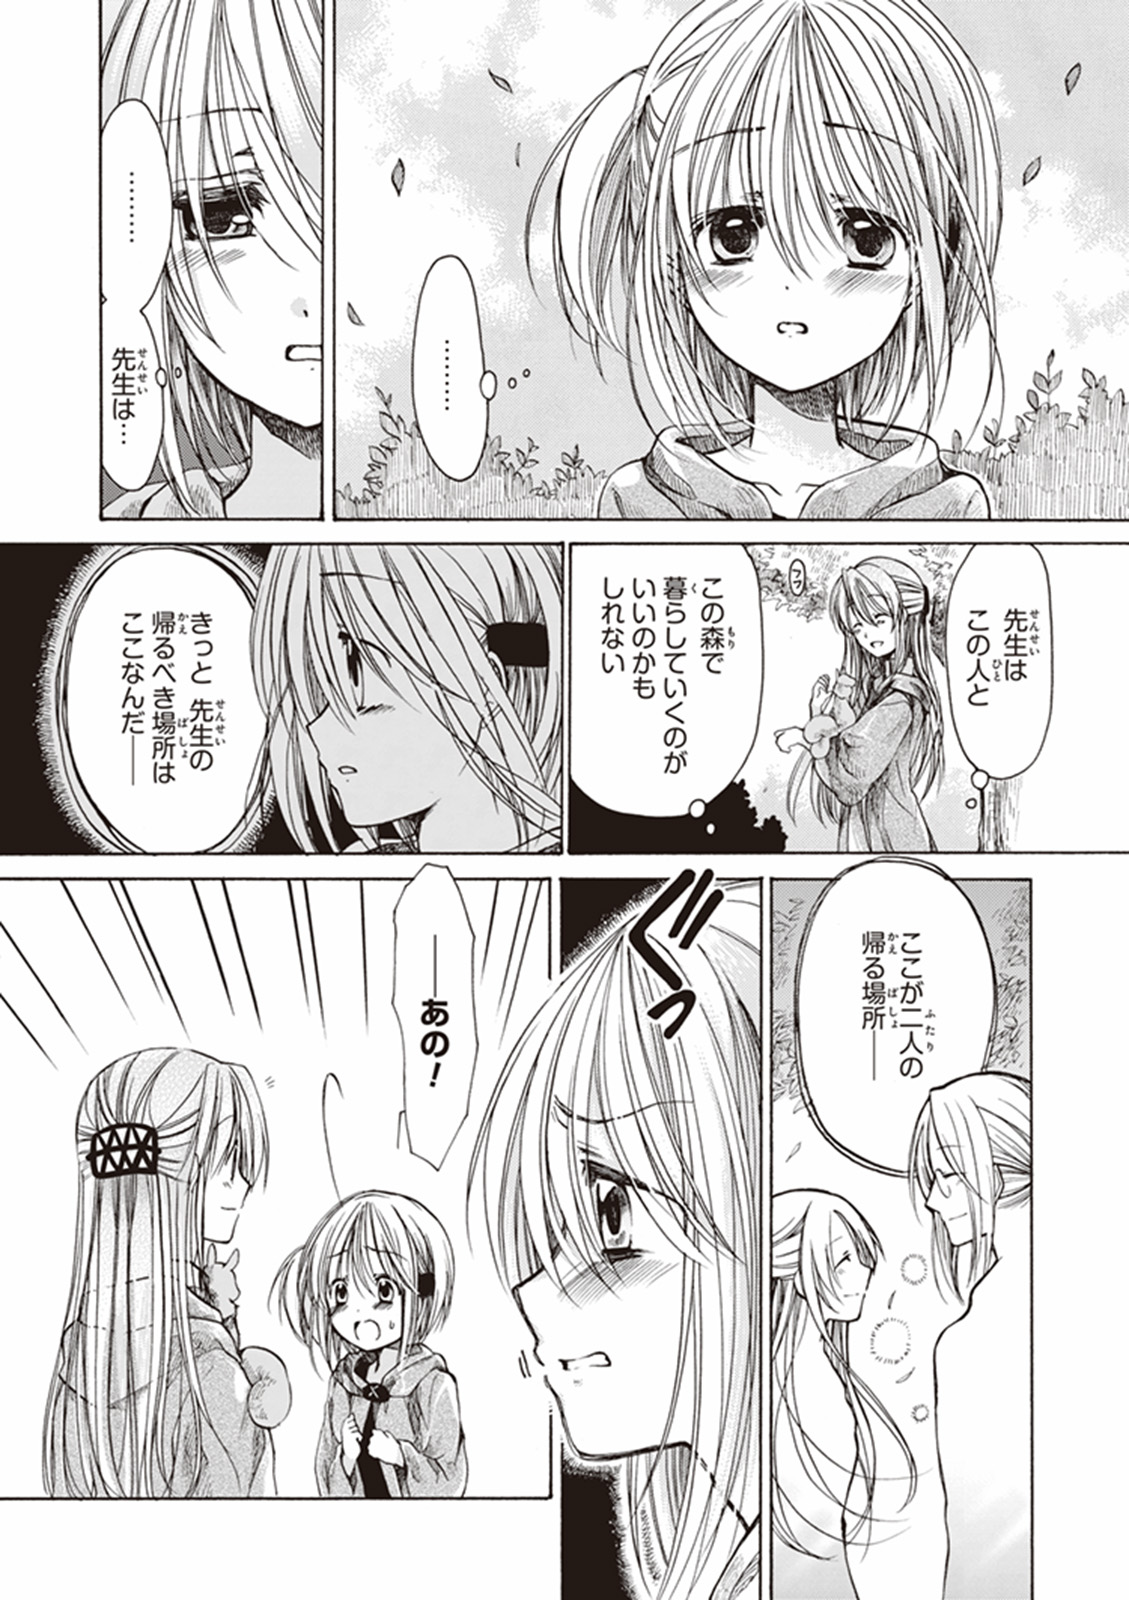 ………
………
先生は…
先生は
この人と
フフ
この森で
暮らしていくのが
いいのかも
しれない
きっと 先生の
帰るべき場所は
ここなんだ――
ここが二人の
帰る場所――
ぐっ
――あの!